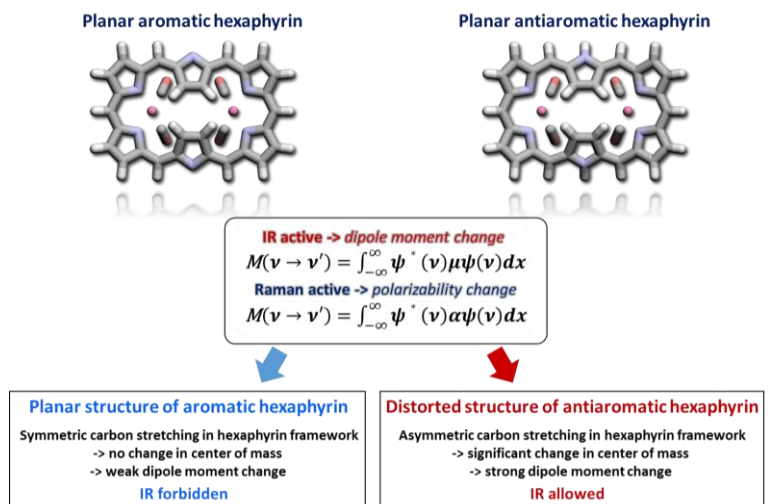 Planar aromatic hexaphyrin
Planar antiaromatic hexaphyrin
IR active -> dipole moment change
M(ν → ν′) = ∫_{-∞}^{∞} ψ*(ν)μψ(ν)dx
Raman active -> polarizability change
M(ν → ν′) = ∫_{-∞}^{∞} ψ*(ν)αψ(ν)dx
Planar structure of aromatic hexaphyrin
Symmetric carbon stretching in hexaphyrin framework
-> no change in center of mass
-> weak dipole moment change
IR forbidden
Distorted structure of antiaromatic hexaphyrin
Asymmetric carbon stretching in hexaphyrin framework
-> significant change in center of mass
-> strong dipole moment change
IR allowed